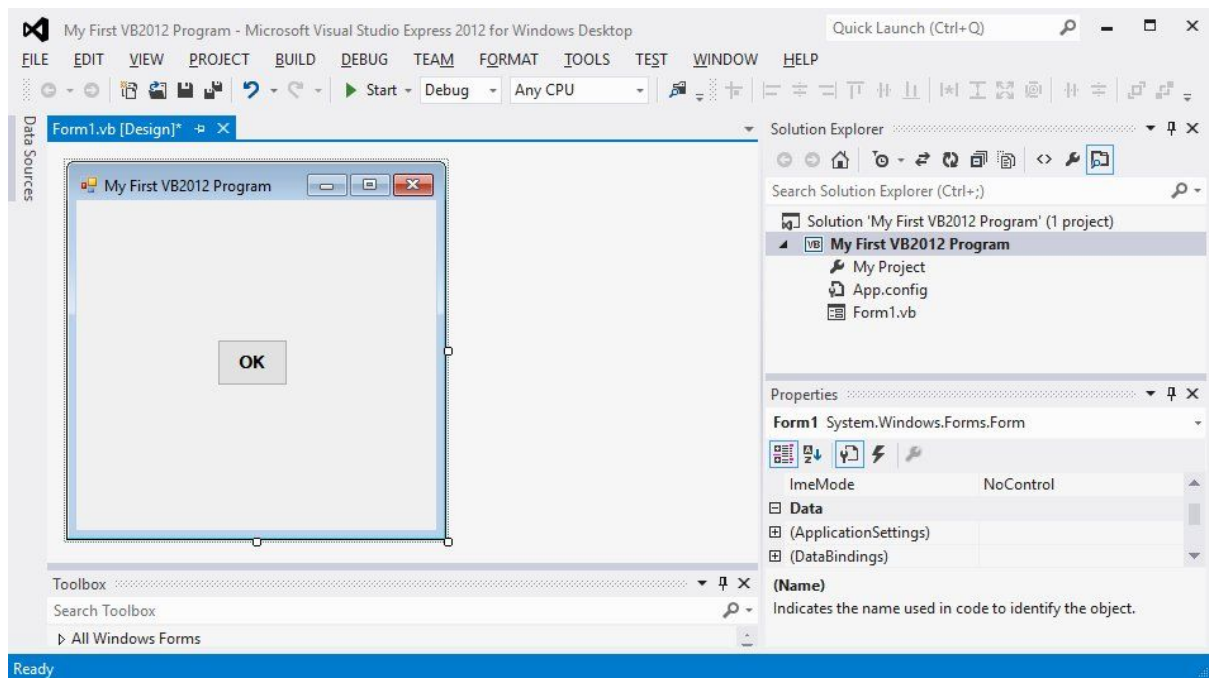 My First VB2012 Program - Microsoft Visual Studio Express 2012 for Windows Desktop
Quick Launch (Ctrl+Q)
FILE EDIT VIEW PROJECT BUILD DEBUG TEAM FORMAT TOOLS TEST WINDOW HELP
Start Debug Any CPU
Data Sources
Form1.vb [Design]*
My First VB2012 Program
OK
Toolbox
Search Toolbox
All Windows Forms
Solution Explorer
Search Solution Explorer (Ctrl+;)
Solution 'My First VB2012 Program' (1 project)
VB My First VB2012 Program
My Project
App.config
Form1.vb
Properties
Form1 System.Windows.Forms.Form
ImeMode NoControl
Data
(ApplicationSettings)
(DataBindings)
(Name)
Indicates the name used in code to identify the object.
Ready